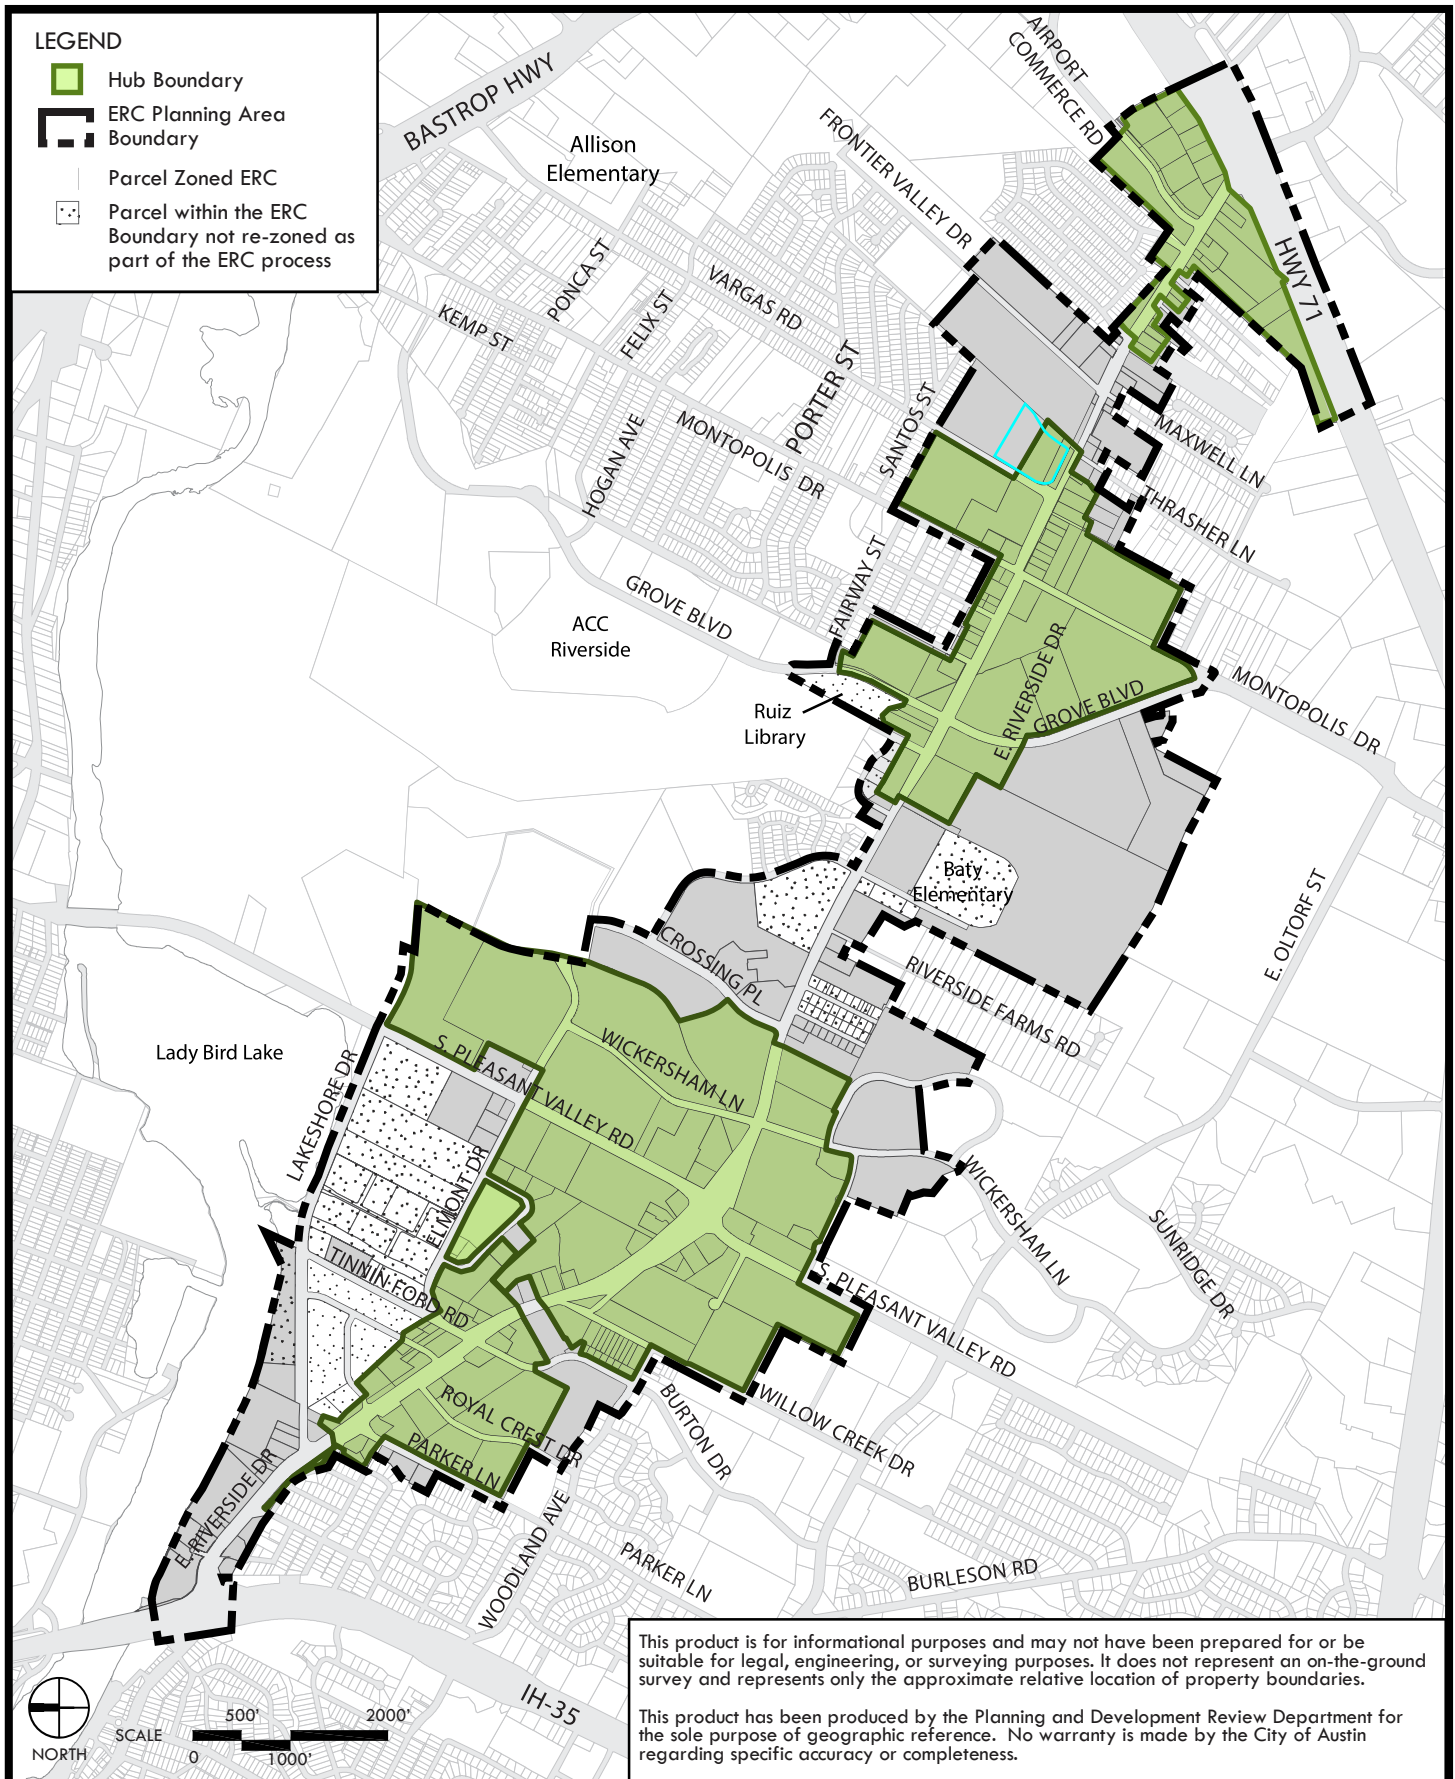 LEGEND
Hub Boundary
ERC Planning Area
Boundary
Parcel Zoned ERC
Parcel within the ERC
Boundary not re-zoned as
part of the ERC process
BASTROP HWY
AIRPORT
COMMERCE RD
Allison
Elementary
FRONTIER VALLEY DR
HWY 71
PONCA ST
VARGAS RD
KEMP ST
FELIX ST
PORTER ST
SANTOS ST
HOGAN AVE
MONTOPOLIS DR
MAXWELL LN
THRASHER LN
FAIRWAY ST
GROVE BLVD
ACC
Riverside
E. RIVERSIDE DR
GROVE BLVD
MONTOPOLIS DR
Ruiz
Library
Baty
Elementary
E. OLTORF ST
CROSSING PL
RIVERSIDE FARMS RD
Lady Bird Lake
LAKESHORE DR
S. PLEASANT VALLEY RD
WICKERSHAM LN
ELMONT DR
WICKERSHAM LN
SUNRIDGE DR
TINNIN FORD RD
S. PLEASANT VALLEY RD
ROYAL CREST DR
PARKER LN
BURTON DR
WILLOW CREEK DR
E. RIVERSIDE DR
WOODLAND AVE
PARKER LN
BURLESON RD
IH-35
NORTH
SCALE
500'
2000'
0
1000'
This product is for informational purposes and may not have been prepared for or be
suitable for legal, engineering, or surveying purposes. It does not represent an on-the-ground
survey and represents only the approximate relative location of property boundaries.
This product has been produced by the Planning and Development Review Department for
the sole purpose of geographic reference.  No warranty is made by the City of Austin
regarding specific accuracy or completeness.